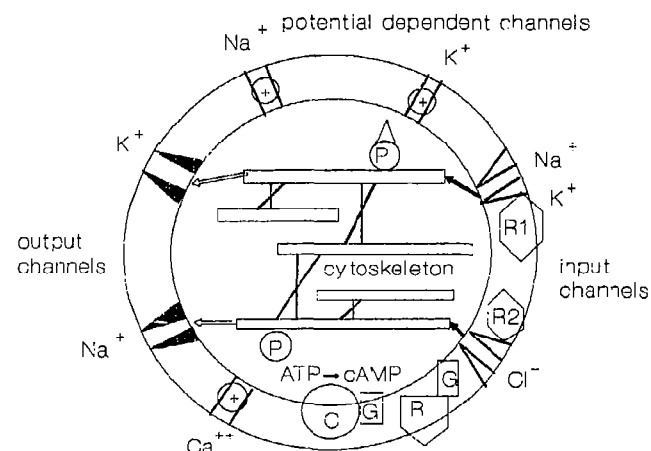 potential dependent channels
Na+
K+
K+
Na+
K+
P
R1
output
channels
input
channels
cytoskeleton
R2
Na+
P
ATP→cAMP
G
Cl-
+
+
+
C
G
R
Ca++